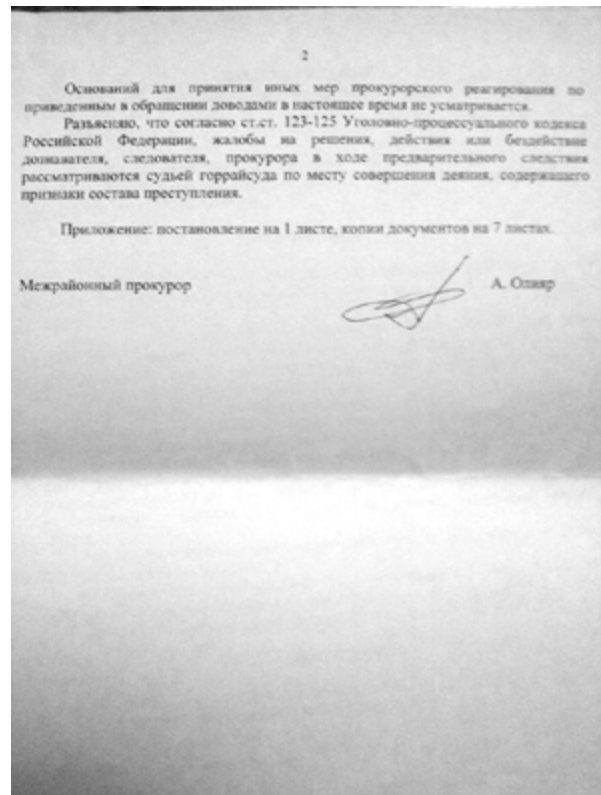 2
Оснований для принятия иных мер прокурорского реагирования по
приведенным в обращении доводами в настоящее время не усматривается.
Разъясняю, что согласно ст.ст. 123-125 Уголовно-процессуального кодекса
Российской Федерации, жалобы на решения, действия или бездействие
дознавателя, следователя, прокурора в ходе предварительного следствия
рассматриваются судьей горрайсуда по месту совершения деяния, содержащего
признаки состава преступления.
Приложение: постановление на 1 листе, копии документов на 7 листах.
Межрайонный прокурор
А. Олияр